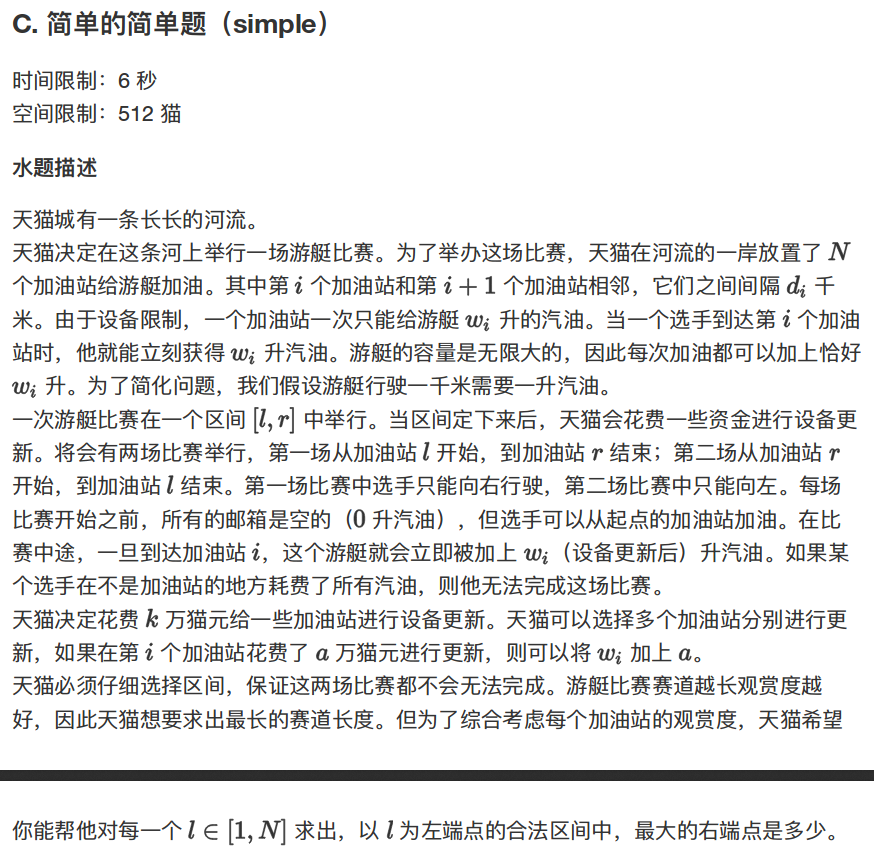 C. 简单的简单题（simple）
时间限制：6 秒
空间限制：512 猫
水题描述
天猫城有一条长长的河流。
天猫决定在这条河上举行一场游艇比赛。为了举办这场比赛，天猫在河流的一岸放置了 N
个加油站给游艇加油。其中第 i 个加油站和第 i + 1 个加油站相邻，它们之间间隔 d_i 千
米。由于设备限制，一个加油站一次只能给游艇 w_i 升的汽油。当一个选手到达第 i 个加油
站时，他就能立刻获得 w_i 升汽油。游艇的容量是无限大的，因此每次加油都可以加上恰好
w_i 升。为了简化问题，我们假设游艇行驶一千米需要一升汽油。
一次游艇比赛在一个区间 [l, r] 中举行。当区间定下来后，天猫会花费一些资金进行设备更
新。将会有两场比赛举行，第一场从加油站 l 开始，到加油站 r 结束；第二场从加油站 r
开始，到加油站 l 结束。第一场比赛中选手只能向右行驶，第二场比赛中只能向左。每场
比赛开始之前，所有的邮箱是空的（0 升汽油），但选手可以从起点的加油站加油。在比
赛中途，一旦到达加油站 i，这个游艇就会立即被加上 w_i（设备更新后）升汽油。如果某
个选手在不是加油站的地方耗费了所有汽油，则他无法完成这场比赛。
天猫决定花费 k 万猫元给一些加油站进行设备更新。天猫可以选择多个加油站分别进行更
新，如果在第 i 个加油站花费了 a 万猫元进行更新，则可以将 w_i 加上 a。
天猫必须仔细选择区间，保证这两场比赛都不会无法完成。游艇比赛赛道越长观赏度越
好，因此天猫想要求出最长的赛道长度。但为了综合考虑每个加油站的观赏度，天猫希望
你能帮他对每一个 l ∈ [1, N] 求出，以 l 为左端点的合法区间中，最大的右端点是多少。